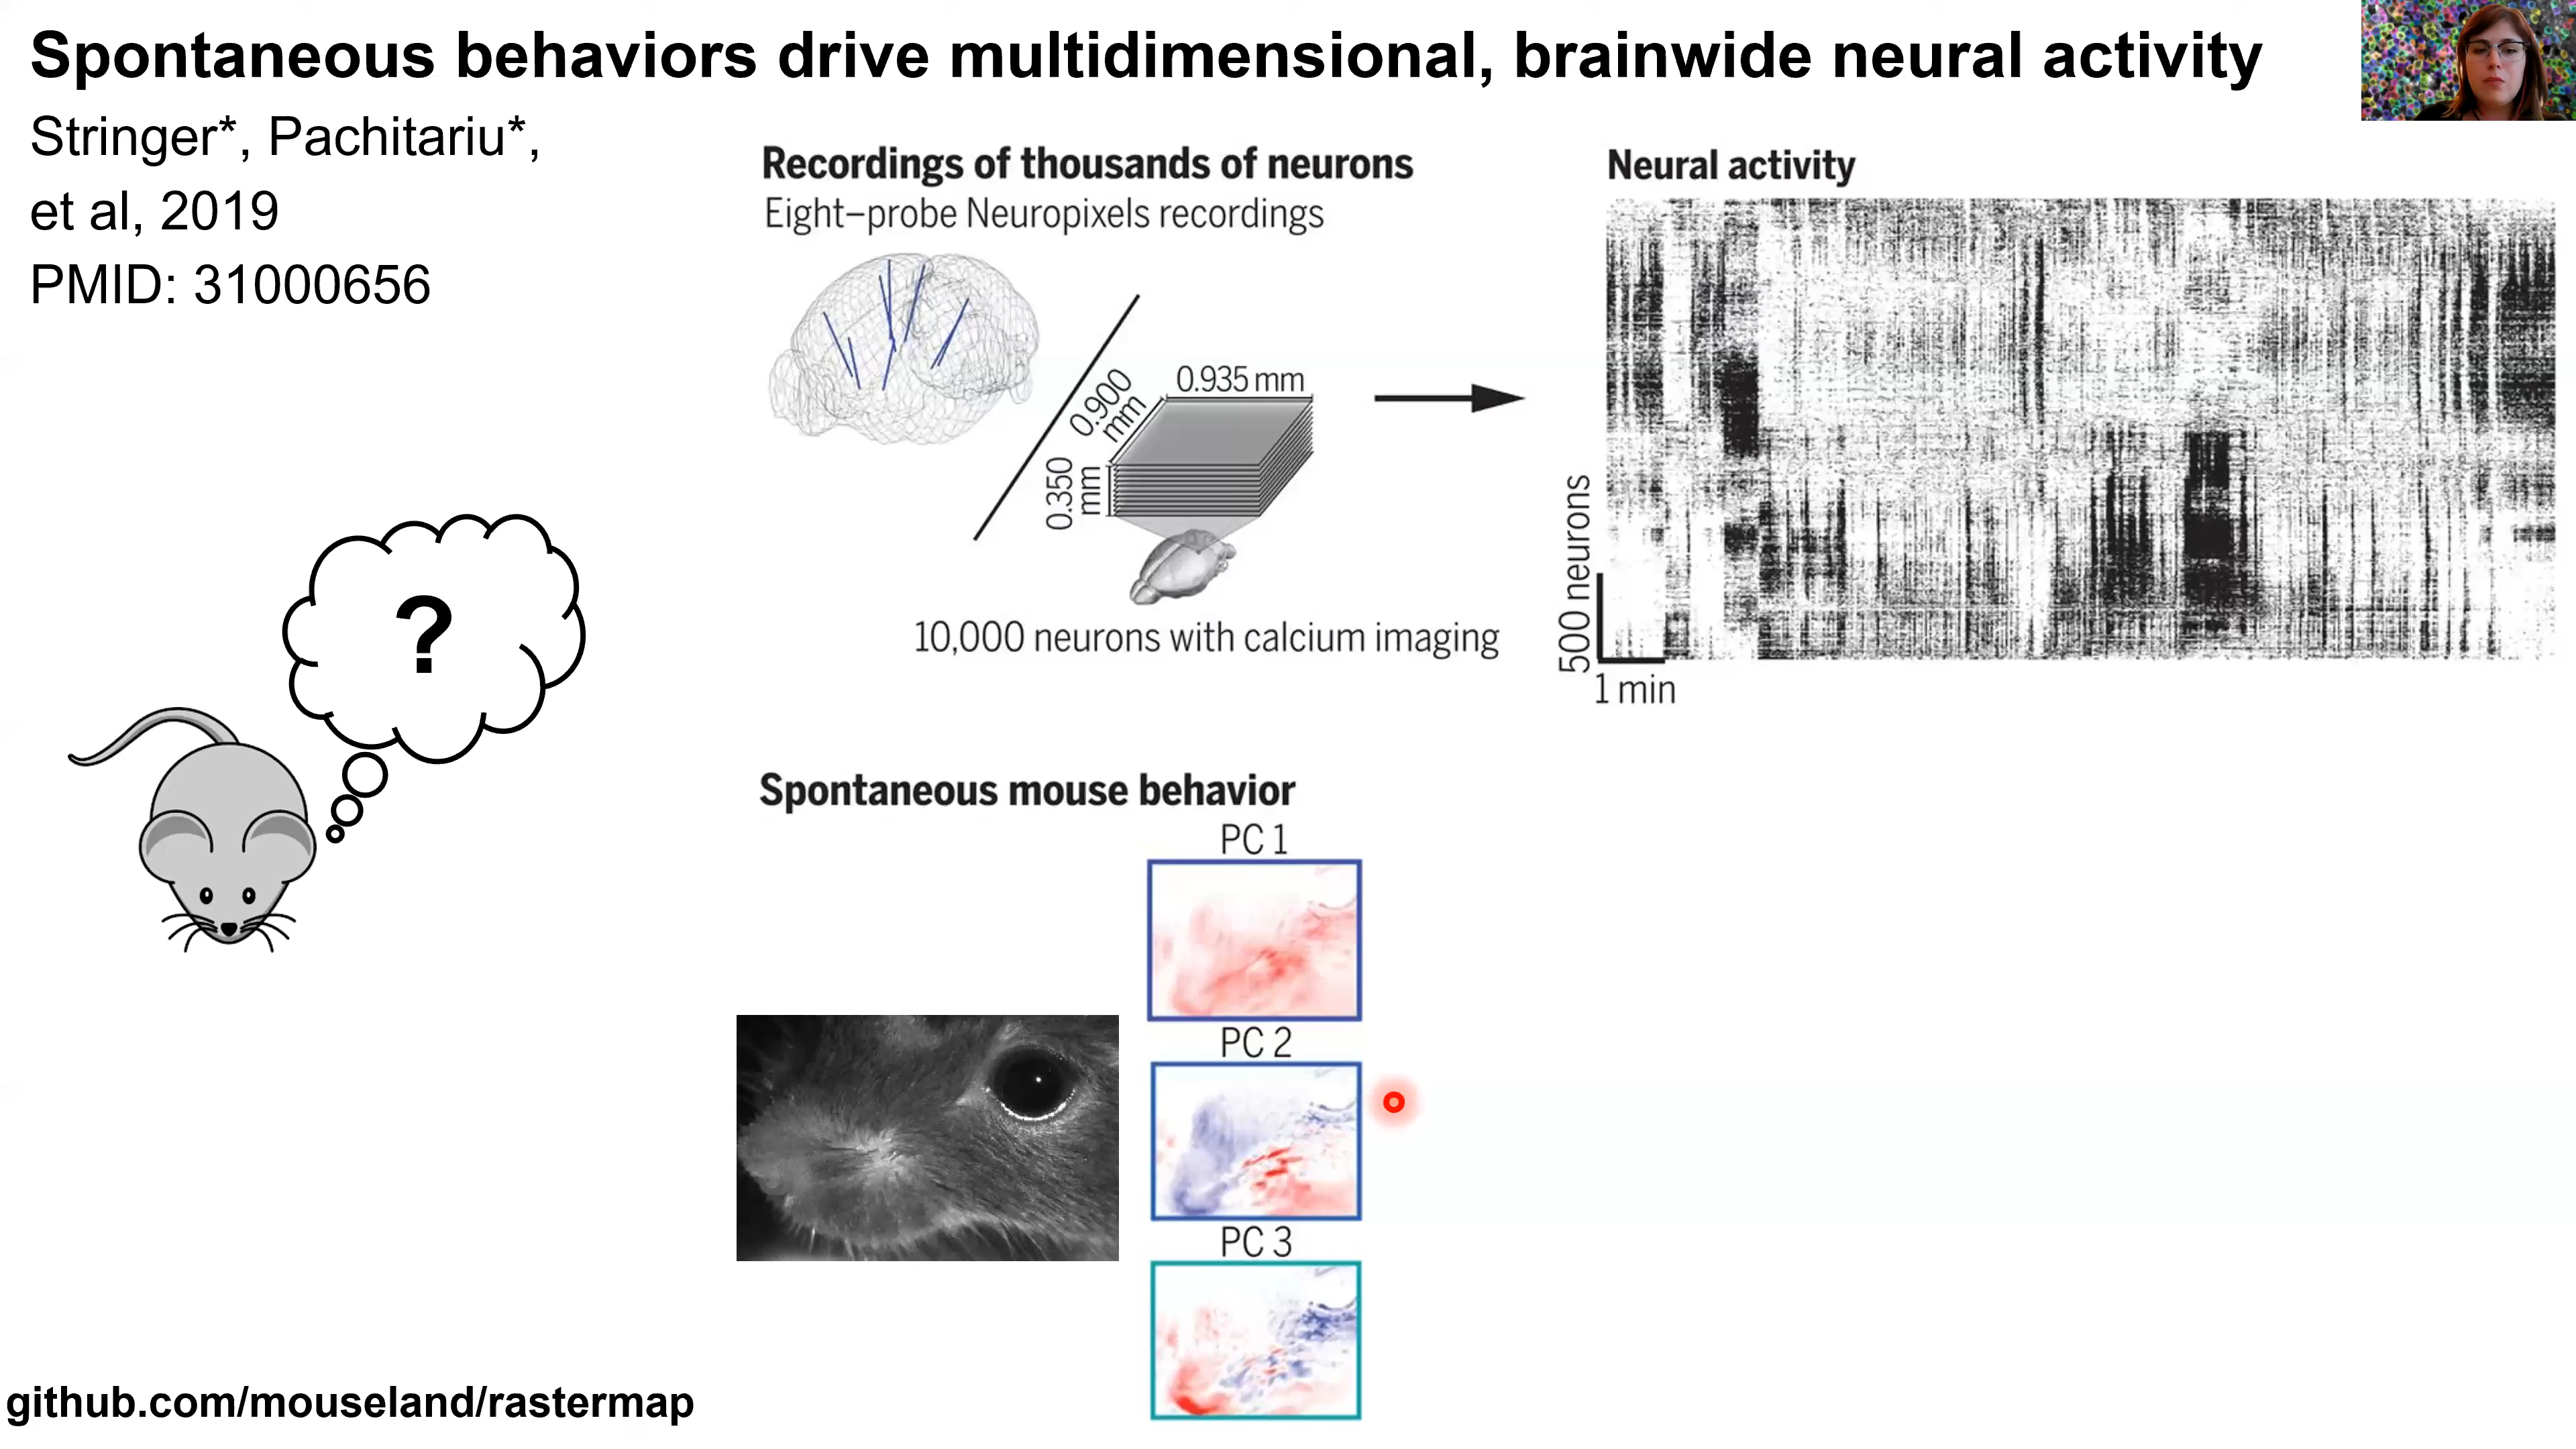 Spontaneous behaviors drive multidimensional, brainwide neural activity
Stringer*, Pachitariu*,
et al, 2019
PMID: 31000656
Recordings of thousands of neurons
Eight–probe Neuropixels recordings
0.935 mm
0.900
mm
0.350
mm
10,000 neurons with calcium imaging
Neural activity
500 neurons
1 min
?
Spontaneous mouse behavior
PC 1
PC 2
PC 3
github.com/mouseland/rastermap